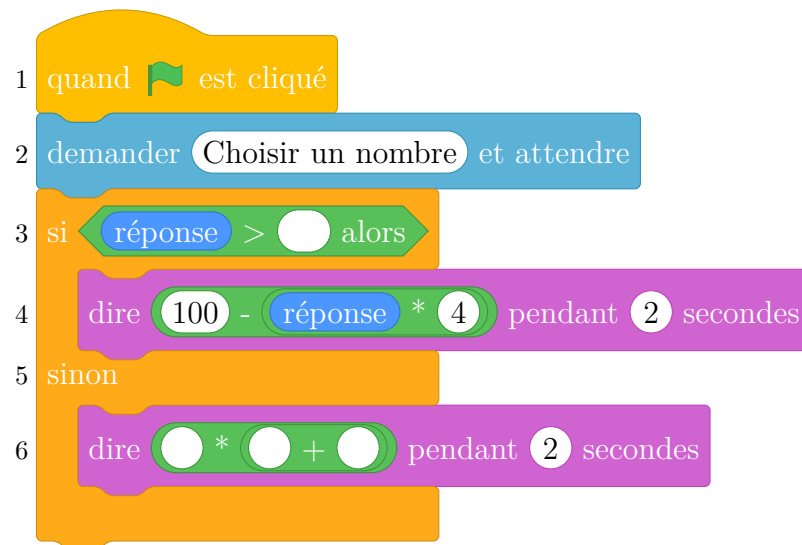 1 quand est cliqué
2 demander Choisir un nombre et attendre
3 si réponse > alors
4 dire 100 - réponse * 4 pendant 2 secondes
5 sinon
6 dire * + pendant 2 secondes